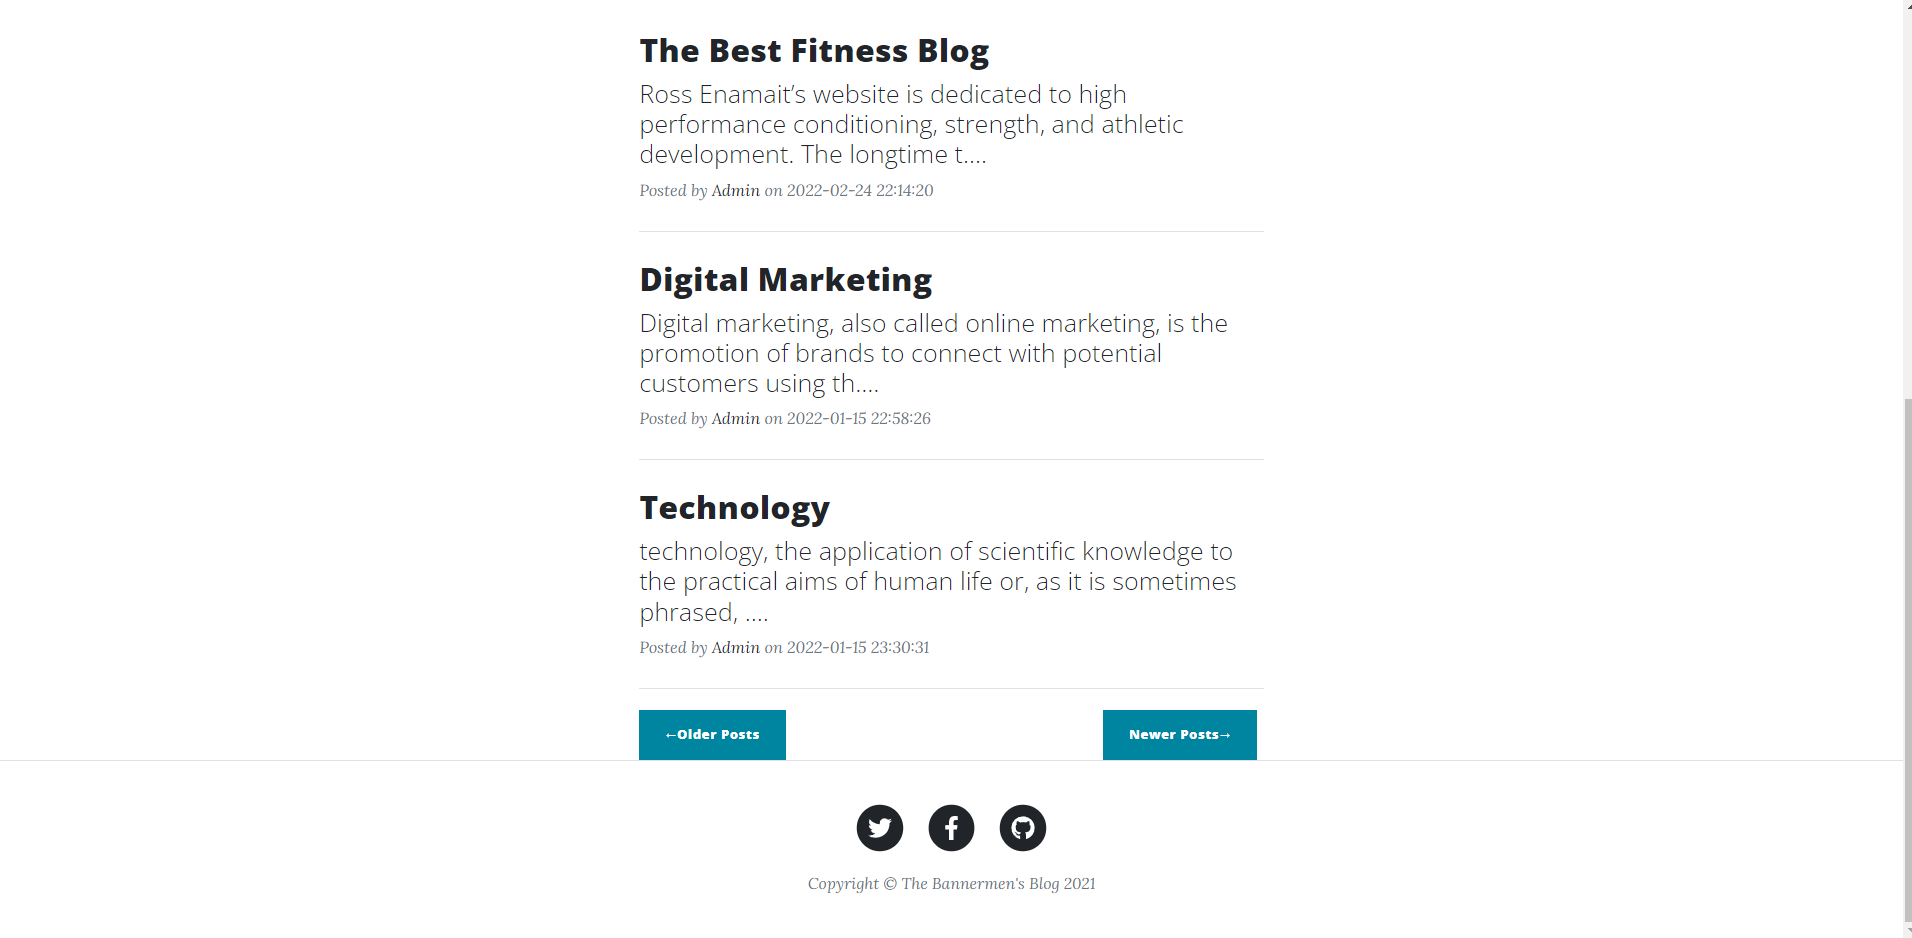 The Best Fitness Blog
Ross Enamait’s website is dedicated to high
performance conditioning, strength, and athletic
development. The longtime t....
Posted by Admin on 2022-02-24 22:14:20
Digital Marketing
Digital marketing, also called online marketing, is the
promotion of brands to connect with potential
customers using th....
Posted by Admin on 2022-01-15 22:58:26
Technology
technology, the application of scientific knowledge to
the practical aims of human life or, as it is sometimes
phrased, ....
Posted by Admin on 2022-01-15 23:30:31
←Older Posts
Newer Posts→
Copyright © The Bannermen's Blog 2021